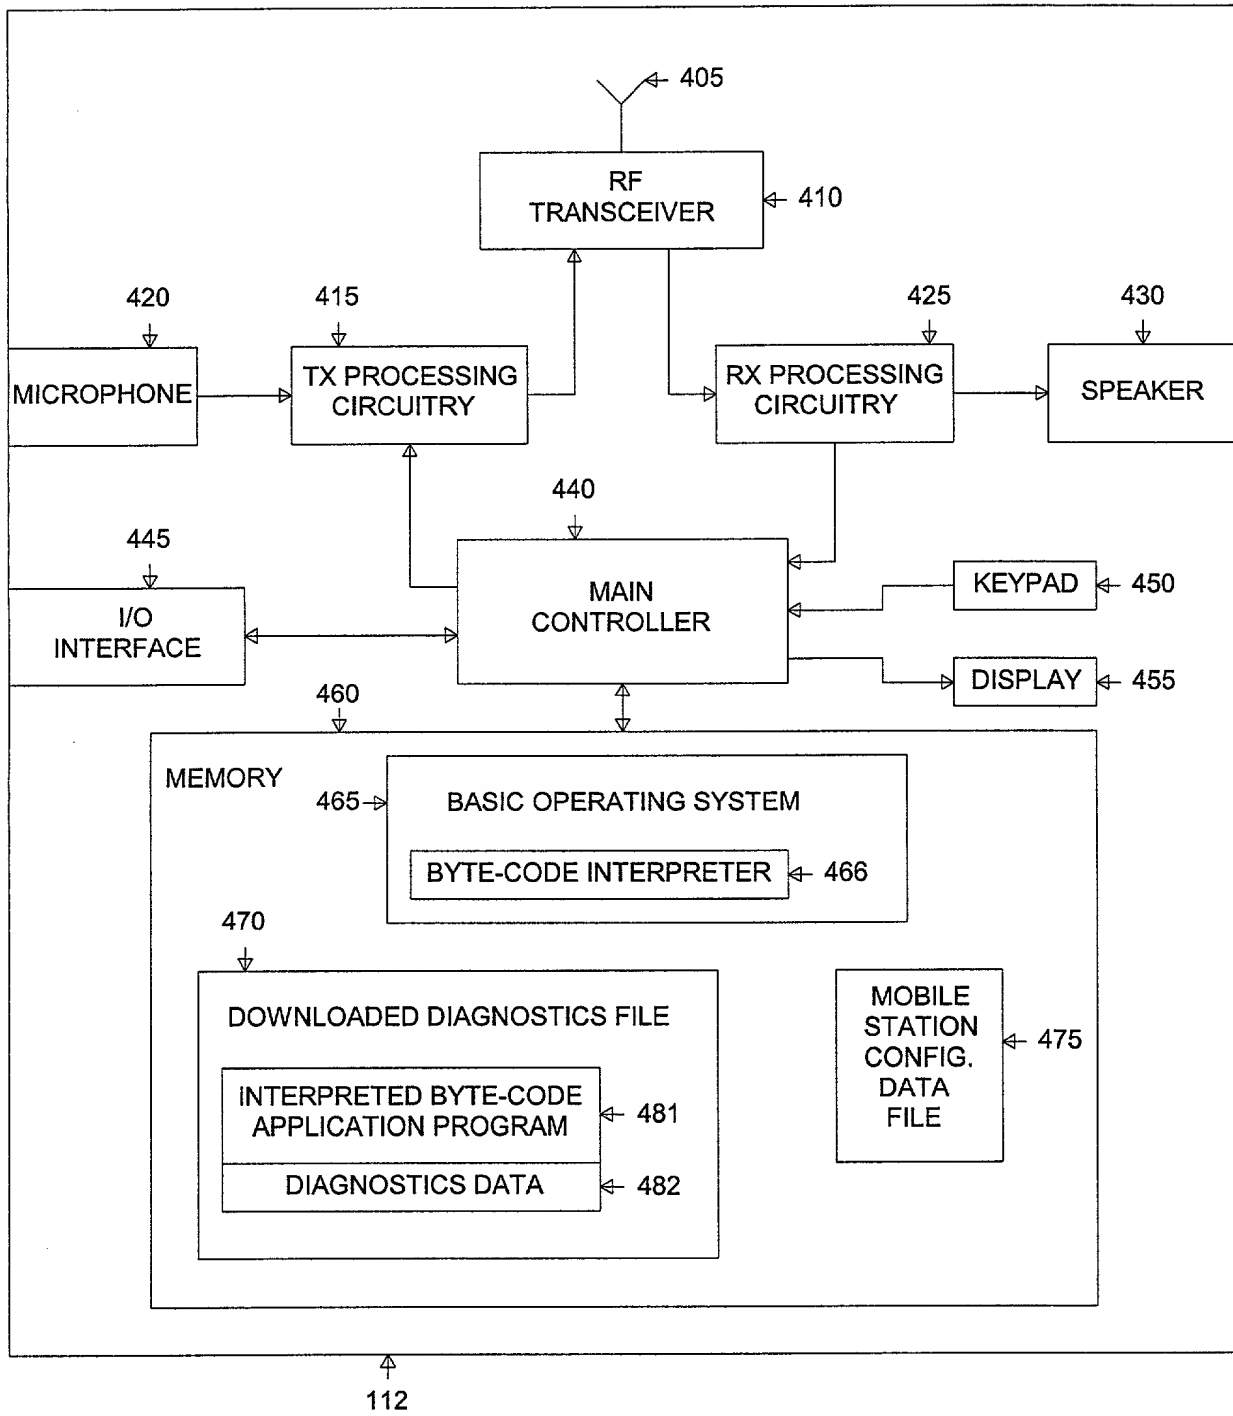 405
RF
TRANSCEIVER
410
420
415
425
430
MICROPHONE
TX PROCESSING
CIRCUITRY
RX PROCESSING
CIRCUITRY
SPEAKER
440
445
MAIN
CONTROLLER
KEYPAD
450
I/O
INTERFACE
DISPLAY
455
460
MEMORY
465
BASIC OPERATING SYSTEM
BYTE-CODE INTERPRETER
466
470
DOWNLOADED DIAGNOSTICS FILE
MOBILE
STATION
CONFIG.
DATA
FILE
475
INTERPRETED BYTE-CODE
APPLICATION PROGRAM
481
DIAGNOSTICS DATA
482
112